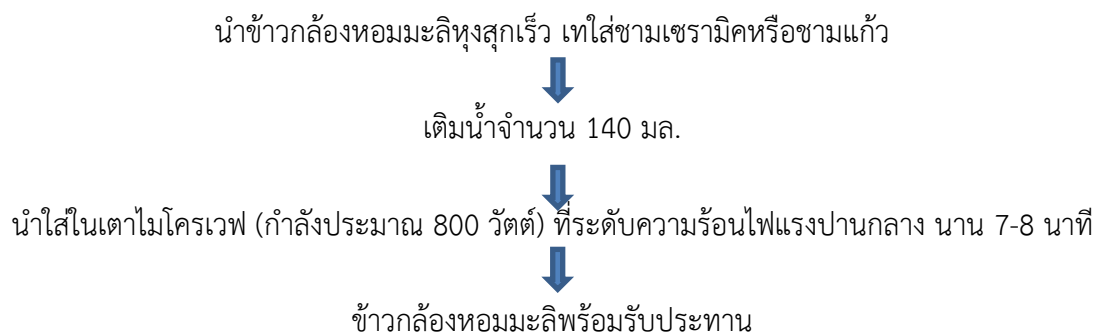 นำข้าวกล้องหอมมะลิหุงสุกเร็ว เทใส่ชามเซรามิคหรือชามแก้ว
เติมน้ำจำนวน 140 มล.
นำใส่ในเตาไมโครเวฟ (กำลังประมาณ 800 วัตต์) ที่ระดับความร้อนไฟแรงปานกลาง นาน 7-8 นาที
ข้าวกล้องหอมมะลิพร้อมรับประทาน